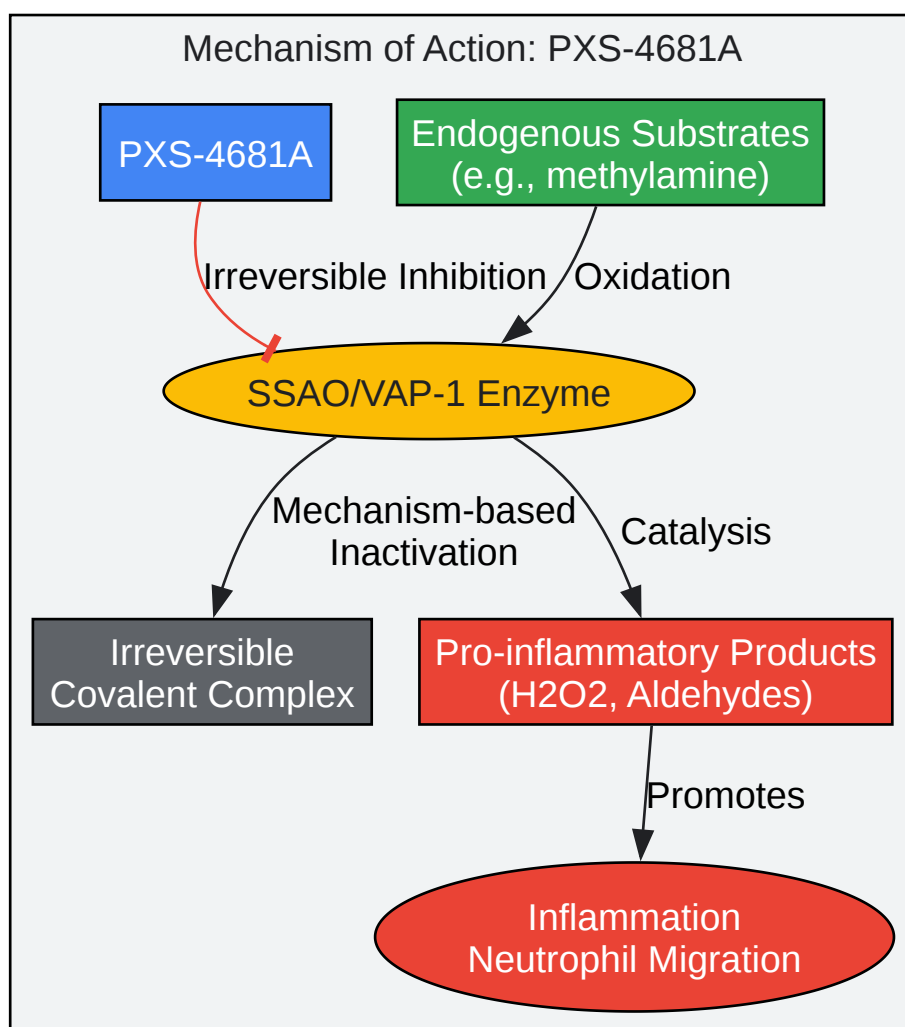 Mechanism of Action: PXS-4681A
PXS-4681A
Endogenous Substrates
(e.g., methylamine)
Irreversible Inhibition
Oxidation
SSAO/VAP-1 Enzyme
Mechanism-based
Inactivation
Catalysis
Irreversible
Covalent Complex
Pro-inflammatory Products
(H2O2, Aldehydes)
Promotes
Inflammation
Neutrophil Migration